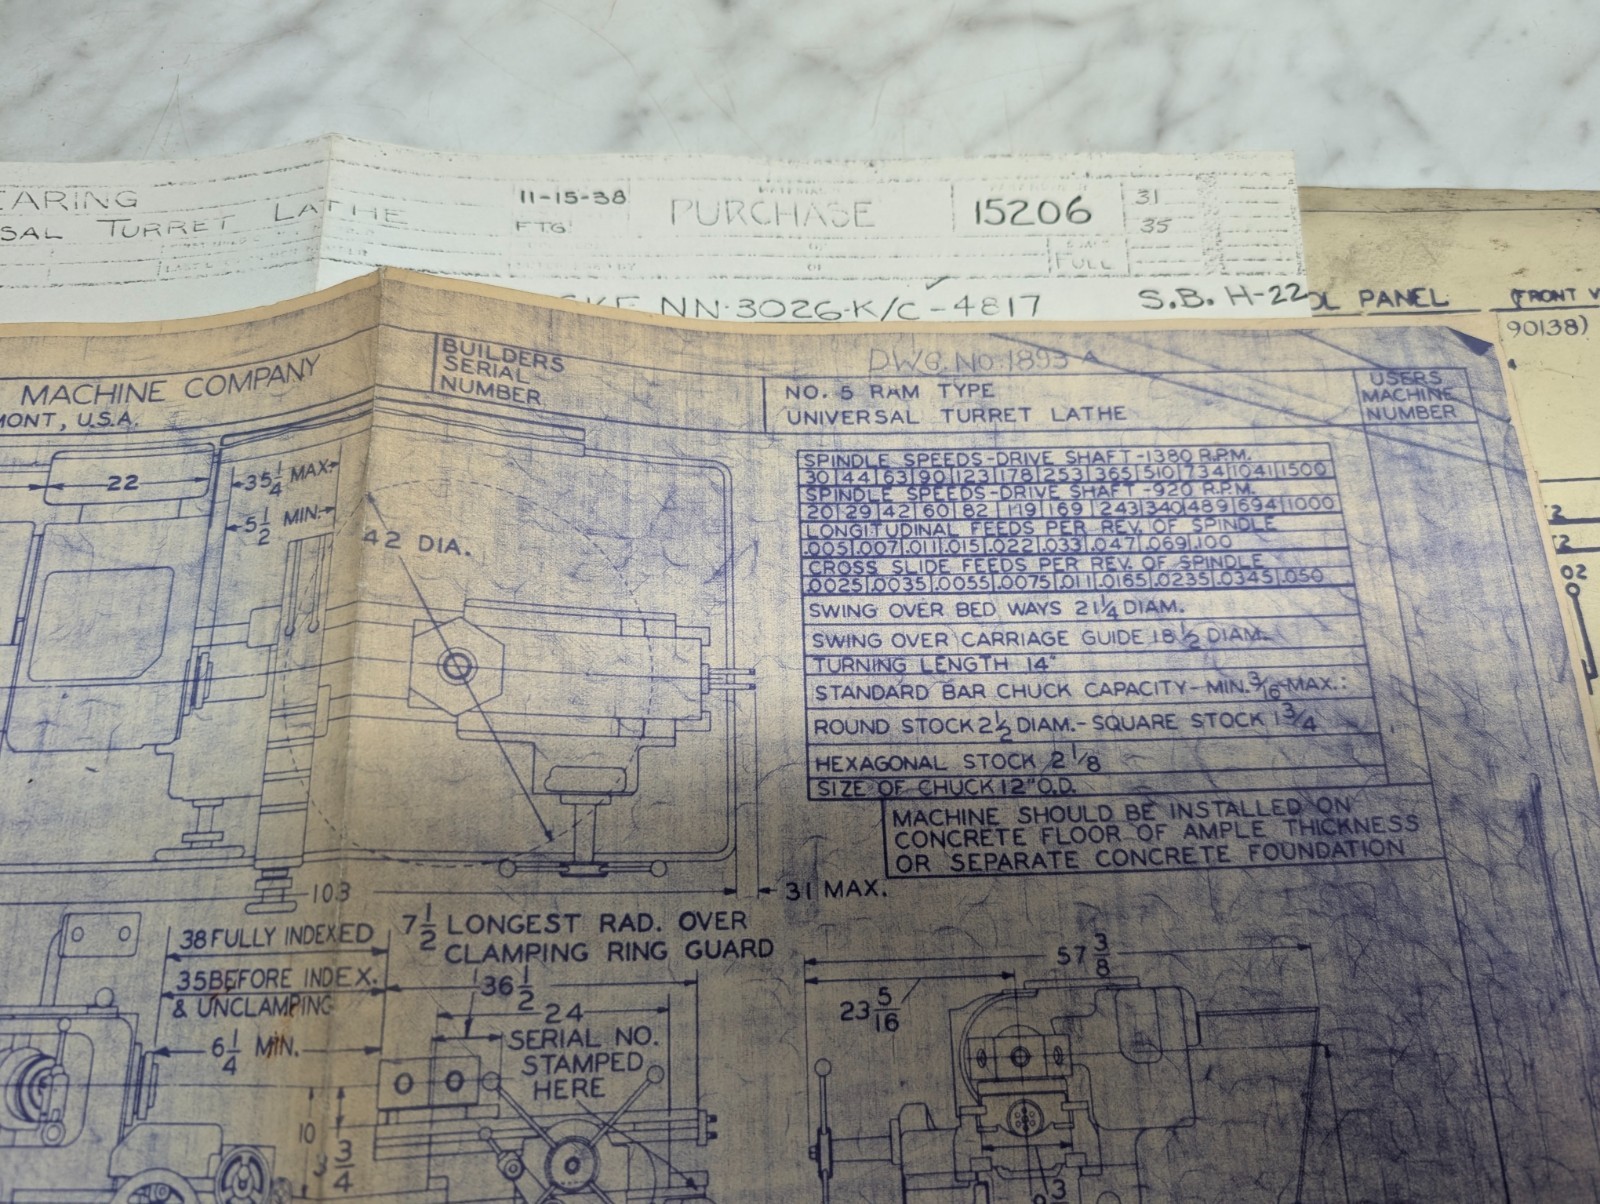 EARING
SAL TURRET LATHE
11-15-38
FTG
PURCHASE
15206
31
35
FULL
SKF NN-3026-K/C-4817
S.B. H-22
OL PANEL
(FRONT V
90138)
MACHINE COMPANY
MONT, U.S.A.
BUILDERS
SERIAL
NUMBER
DWG. NO. 1893 A
NO. 5 RAM TYPE
UNIVERSAL TURRET LATHE
USERS
MACHINE
NUMBER
SPINDLE SPEEDS-DRIVE SHAFT-1380 R.P.M.
30 44 63 90 123 178 253 365 510 734 1041 1500
SPINDLE SPEEDS-DRIVE SHAFT-920 R.P.M.
20 29 42 60 82 119 169 243 340 489 694 1000
LONGITUDINAL FEEDS PER REV. OF SPINDLE
.005 .007 .011 .015 .022 .033 .047 .069 .100
CROSS SLIDE FEEDS PER REV. OF SPINDLE
.0025 .0035 .0055 .0075 .011 .0165 .0235 .0345 .050
SWING OVER BED WAYS 21 1/4 DIAM.
SWING OVER CARRIAGE GUIDE 18 1/2 DIAM.
TURNING LENGTH 14"
STANDARD BAR CHUCK CAPACITY-MIN. 3/16-MAX.:
ROUND STOCK 2 1/2 DIAM.-SQUARE STOCK 1 3/4
HEXAGONAL STOCK 2 1/8
SIZE OF CHUCK 12" O.D.
MACHINE SHOULD BE INSTALLED ON
CONCRETE FLOOR OF AMPLE THICKNESS
OR SEPARATE CONCRETE FOUNDATION
22
35 1/4 MAX.
5 1/2 MIN.
42 DIA.
103
31 MAX.
02
38 FULLY INDEXED
35 BEFORE INDEX.
& UNCLAMPING
6 1/4 MIN.
7 1/2 LONGEST RAD. OVER
CLAMPING RING GUARD
36 1/2
24
SERIAL NO.
STAMPED
HERE
10
3 3/4
57 3/8
23 5/16